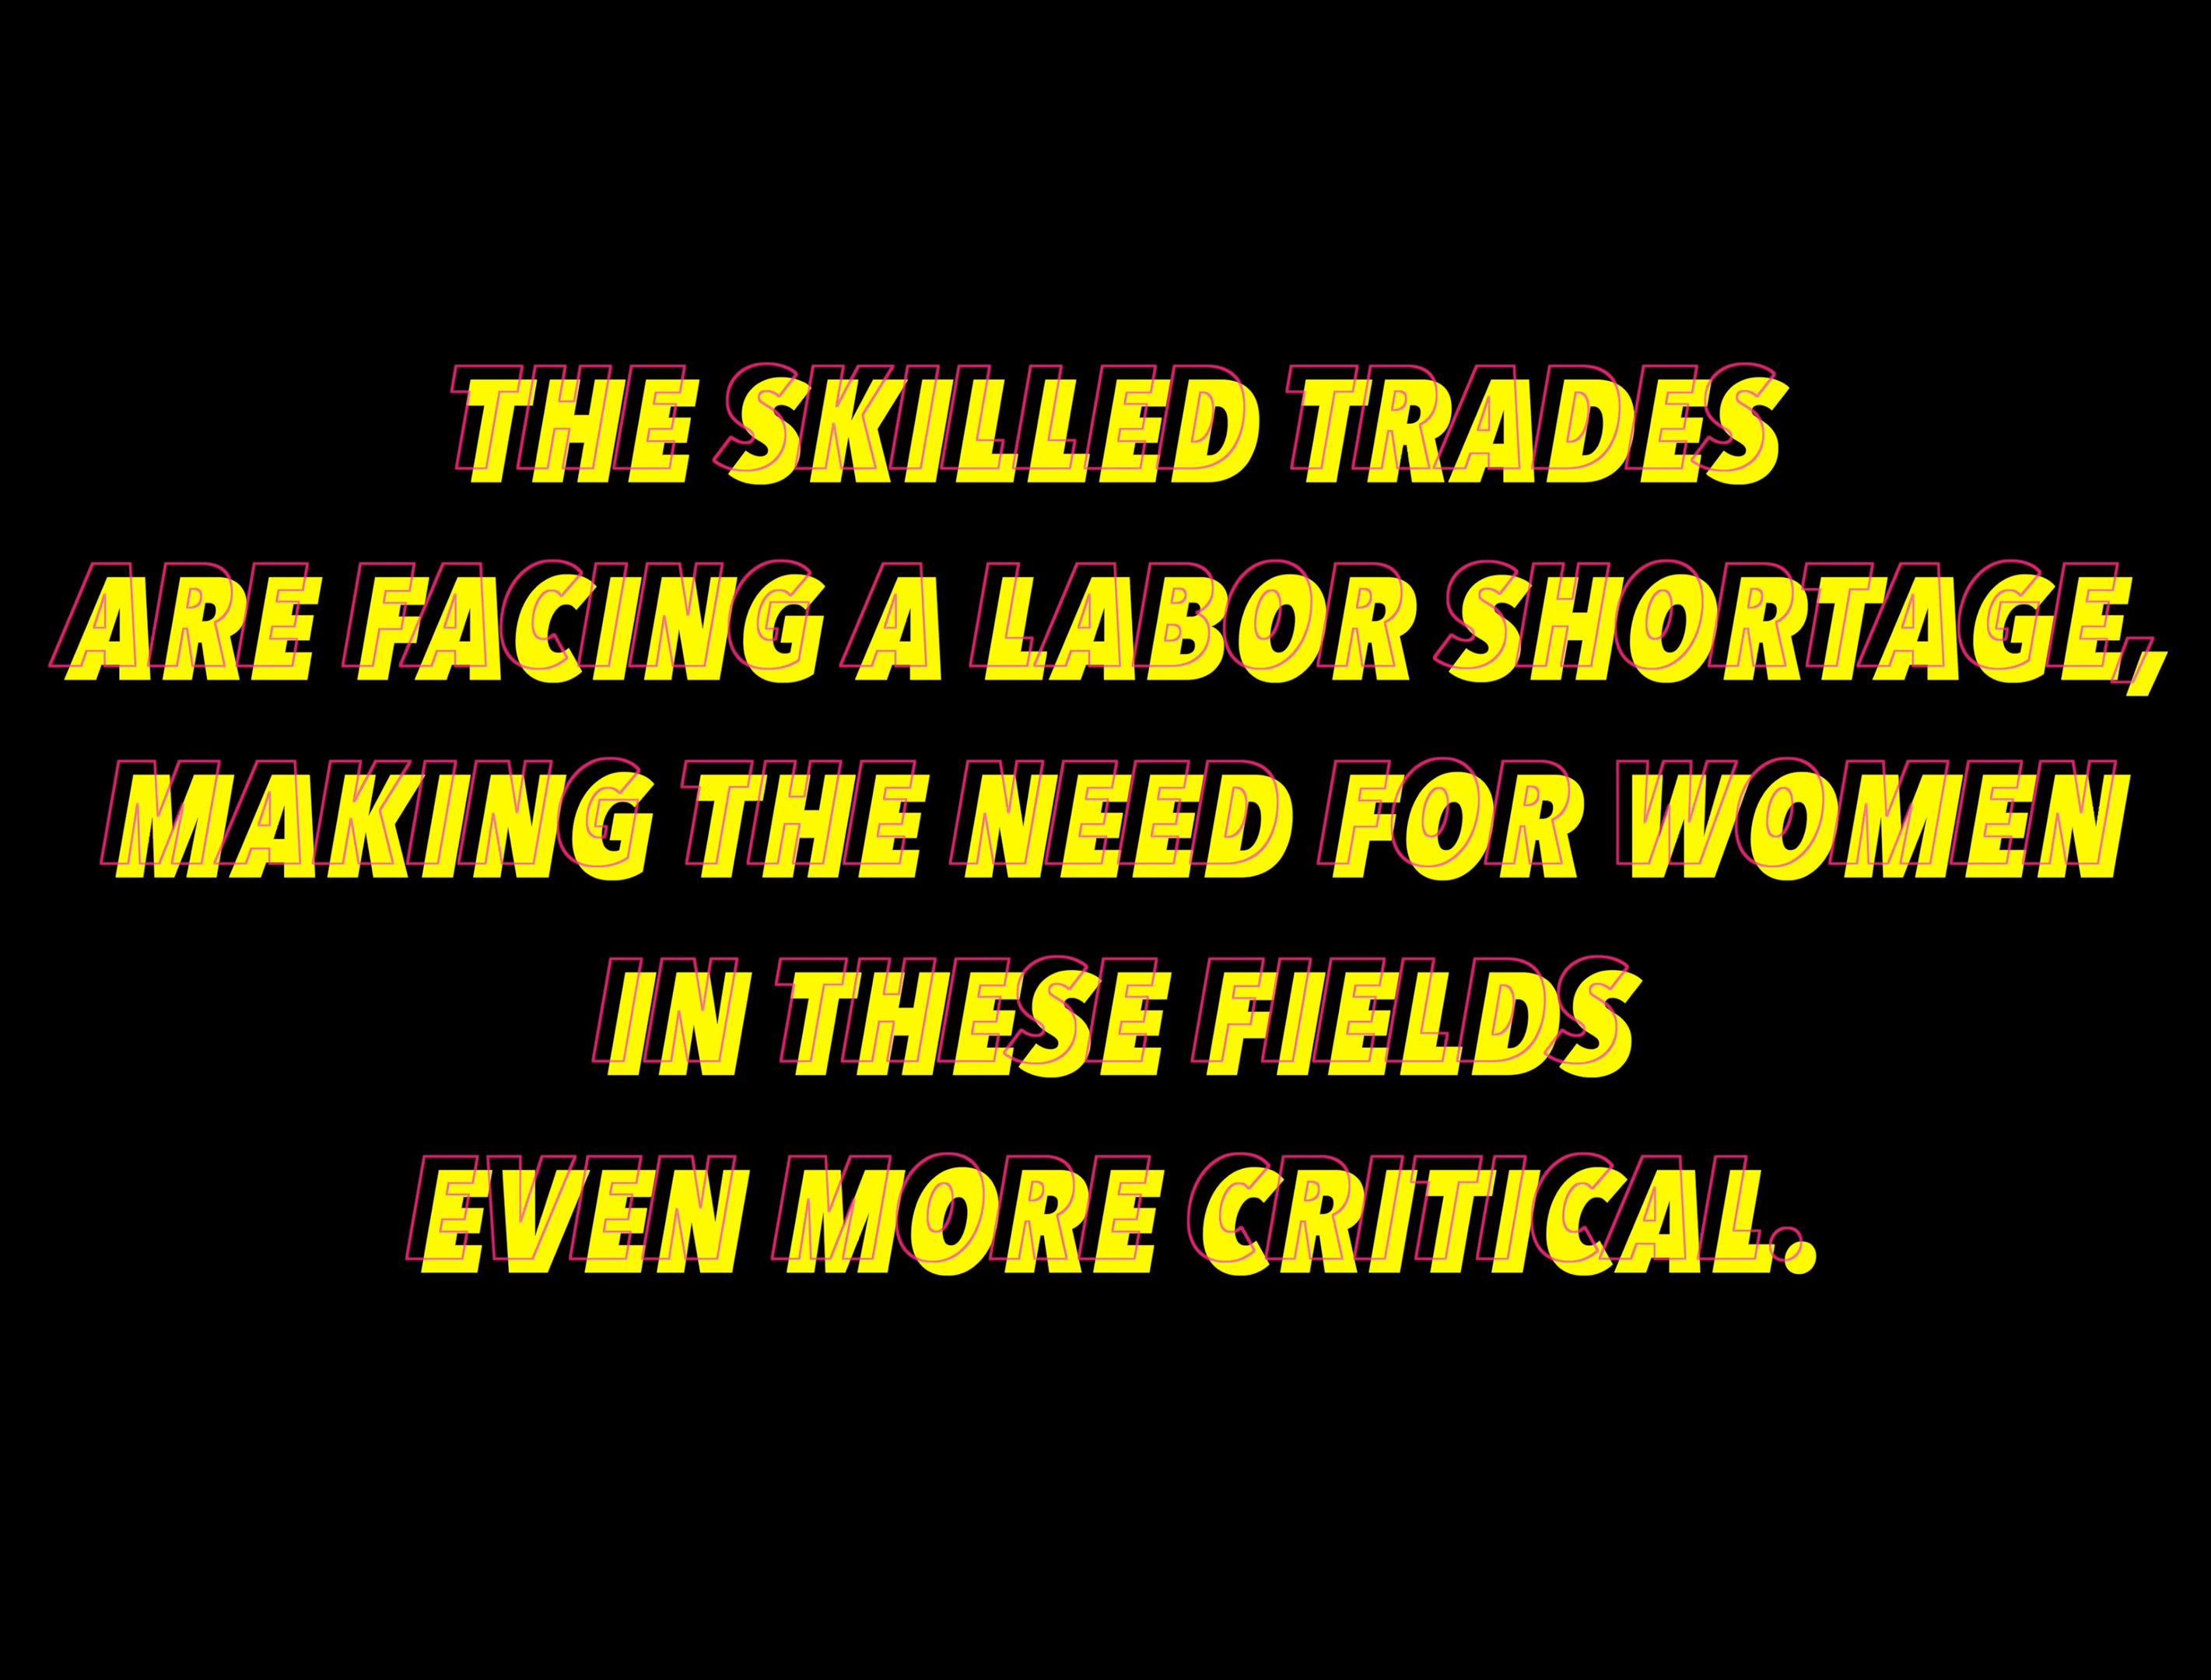 THE SKILLED TRADES
ARE FACING A LABOR SHORTAGE,
MAKING THE NEED FOR WOMEN
IN THESE FIELDS
EVEN MORE CRITICAL.